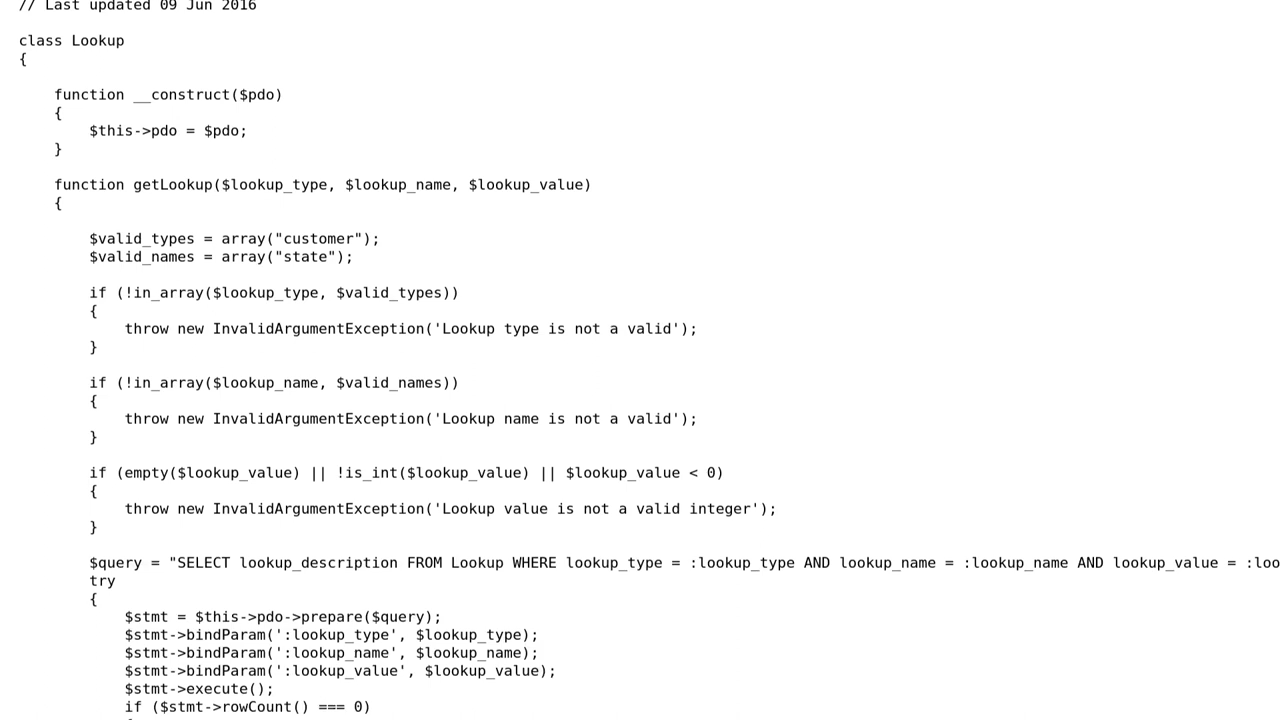 // Last updated 09 Jun 2016
class Lookup
{
function __construct($pdo)
{
$this->pdo = $pdo;
}
function getLookup($lookup_type, $lookup_name, $lookup_value)
{
$valid_types = array("customer");
$valid_names = array("state");
if (!in_array($lookup_type, $valid_types))
{
throw new InvalidArgumentException('Lookup type is not a valid');
}
if (!in_array($lookup_name, $valid_names))
{
throw new InvalidArgumentException('Lookup name is not a valid');
}
if (empty($lookup_value) || !is_int($lookup_value) || $lookup_value < 0)
{
throw new InvalidArgumentException('Lookup value is not a valid integer');
}
$query = "SELECT lookup_description FROM Lookup WHERE lookup_type = :lookup_type AND lookup_name = :lookup_name AND lookup_value = :loo
try
{
$stmt = $this->pdo->prepare($query);
$stmt->bindParam(':lookup_type', $lookup_type);
$stmt->bindParam(':lookup_name', $lookup_name);
$stmt->bindParam(':lookup_value', $lookup_value);
$stmt->execute();
if ($stmt->rowCount() === 0)